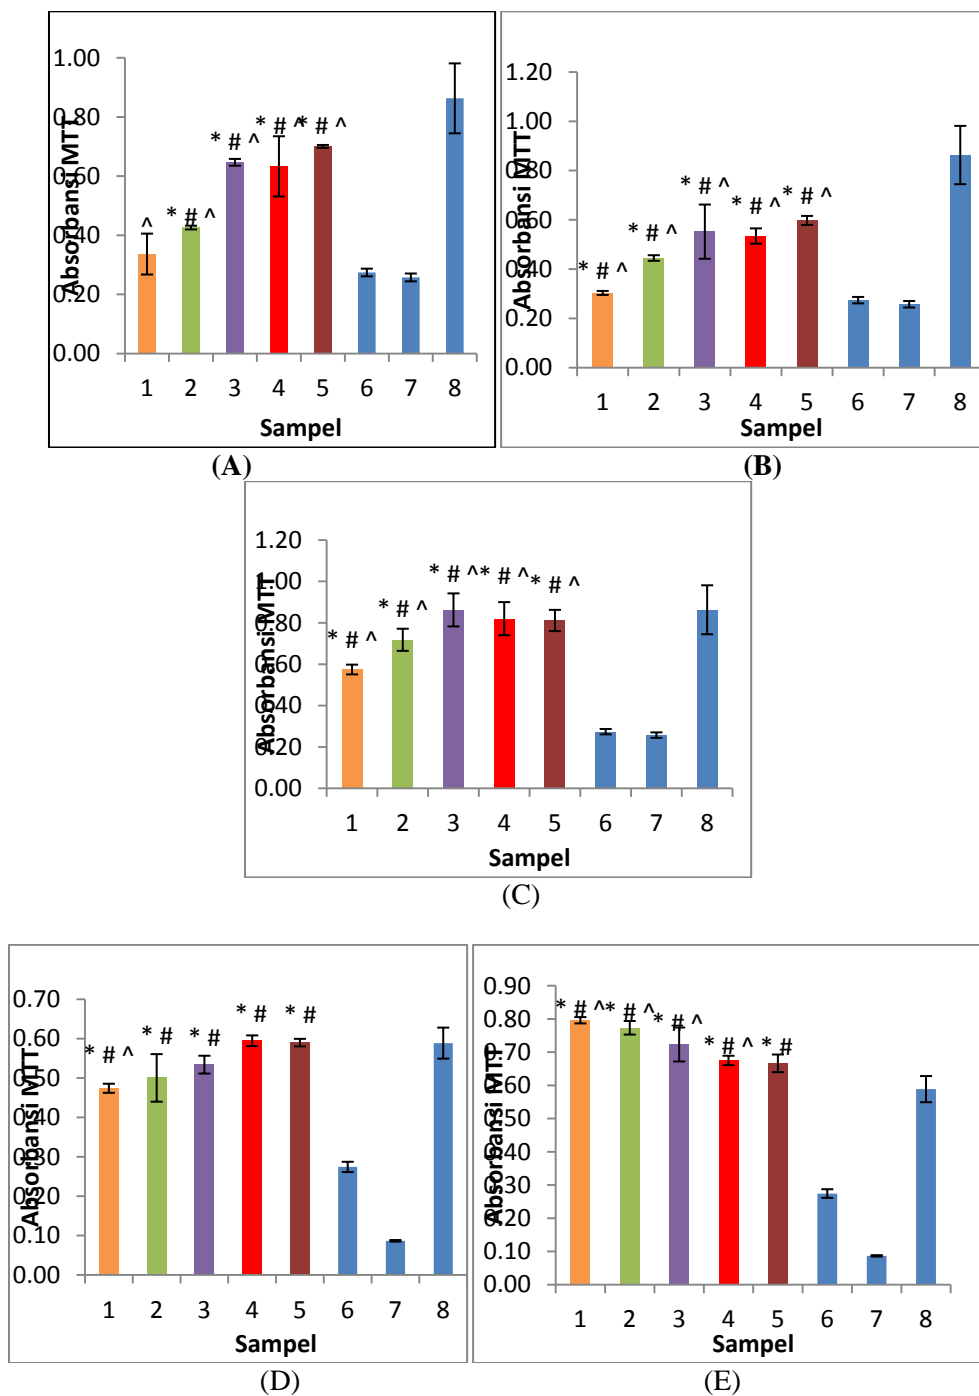 1.00
0.80
0.60
0.40
0.20
0.00
Absorbansi MTT
^
* # ^
* # ^
* # ^
* # ^
1 2 3 4 5 6 7 8
Sampel
(A)
1.20
1.00
0.80
0.60
0.40
0.20
0.00
Absorbansi MTT
* # ^
* # ^
* # ^
* # ^
* # ^
1 2 3 4 5 6 7 8
Sampel
(B)
1.20
1.00
0.80
0.60
0.40
0.20
0.00
Absorbansi MTT
* # ^
* # ^
* # ^
* # ^
* # ^
1 2 3 4 5 6 7 8
Sampel
(C)
0.70
0.60
0.50
0.40
0.30
0.20
0.10
0.00
Absorbansi MTT
* # ^
* #
* #
* #
* #
1 2 3 4 5 6 7 8
Sampel
(D)
0.90
0.80
0.70
0.60
0.50
0.40
0.30
0.20
0.10
0.00
Absorbansi MTT
* # ^
* # ^
* # ^
* # ^
* #
1 2 3 4 5 6 7 8
Sampel
(E)